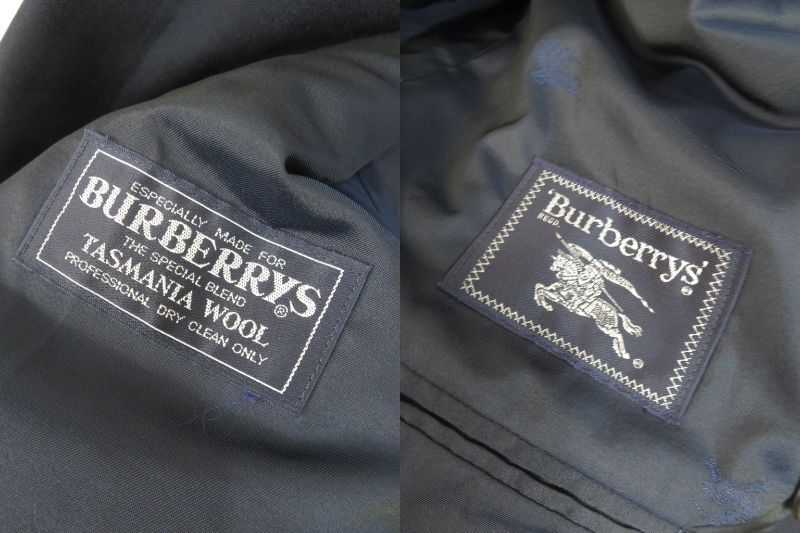 ESPECIALLY MADE FOR
BURBERRYS®
THE SPECIAL BLEND
TASMANIA WOOL
PROFESSIONAL DRY CLEAN ONLY
'Burberrys'®
REGD.
®